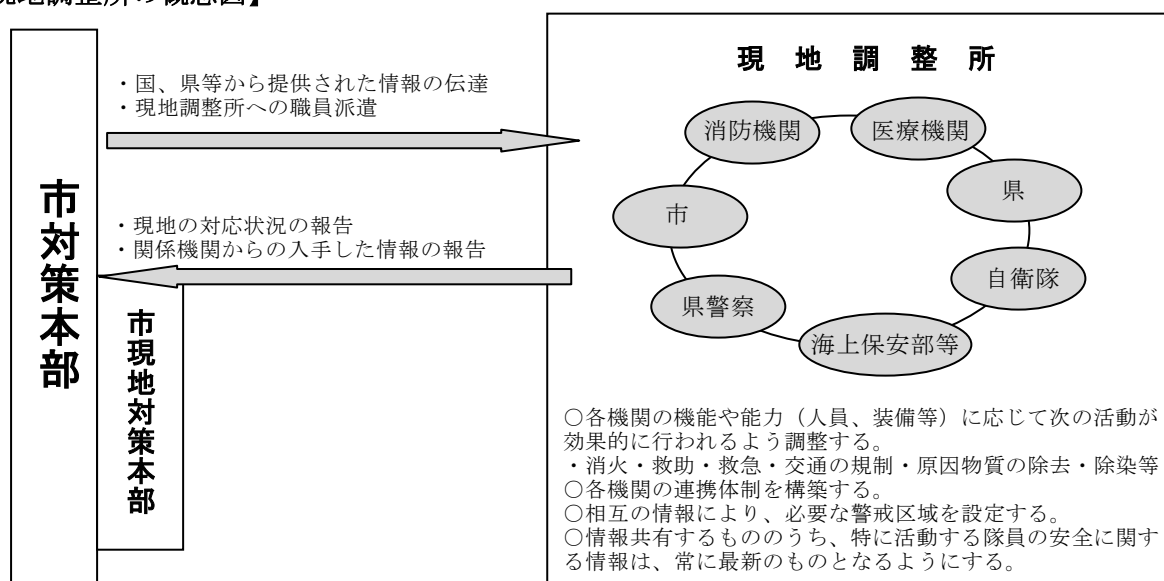 現地調整所の概念図】
市対策本部
市現地対策本部
・国、県等から提供された情報の伝達
・現地調整所への職員派遣
・現地の対応状況の報告
・関係機関からの入手した情報の報告
現地調整所
消防機関
医療機関
市
県
県警察
自衛隊
海上保安部等
○各機関の機能や能力（人員、装備等）に応じて次の活動が
効果的に行われるよう調整する。
・消火・救助・救急・交通の規制・原因物質の除去・除染等
○各機関の連携体制を構築する。
○相互の情報により、必要な警戒区域を設定する。
○情報共有するもののうち、特に活動する隊員の安全に関す
る情報は、常に最新のものとなるようにする。